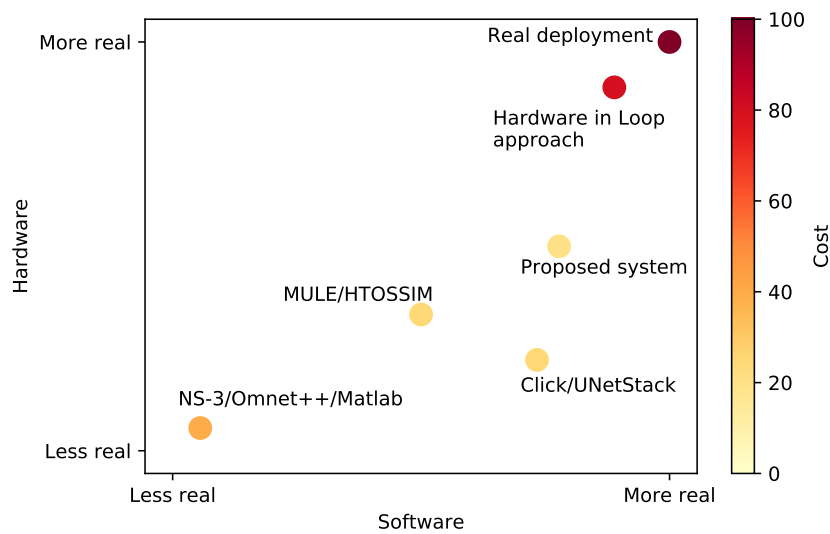 More real
Real deployment
100
Hardware in Loop
approach
80
60
Hardware
Cost
Proposed system
MULE/HTOSSIM
40
Click/UNetStack
20
NS-3/Omnet++/Matlab
Less real
0
Less real
More real
Software